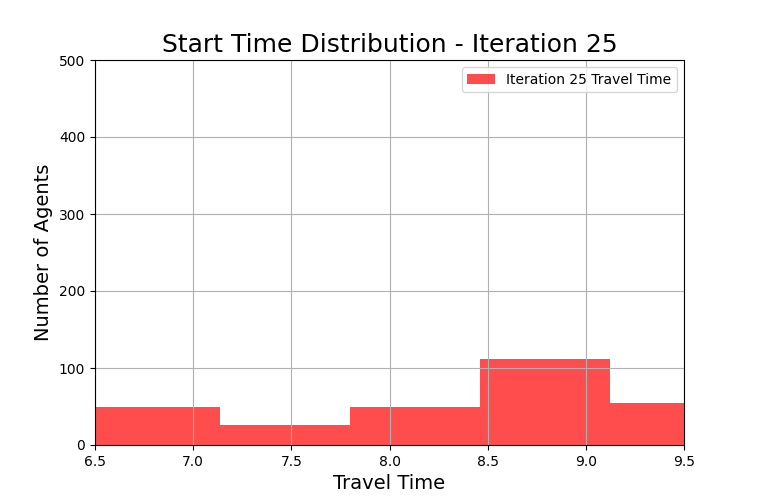 Start Time Distribution - Iteration 25
Iteration 25 Travel Time
Number of Agents
500
400
300
200
100
0
6.5 7.0 7.5 8.0 8.5 9.0 9.5
Travel Time